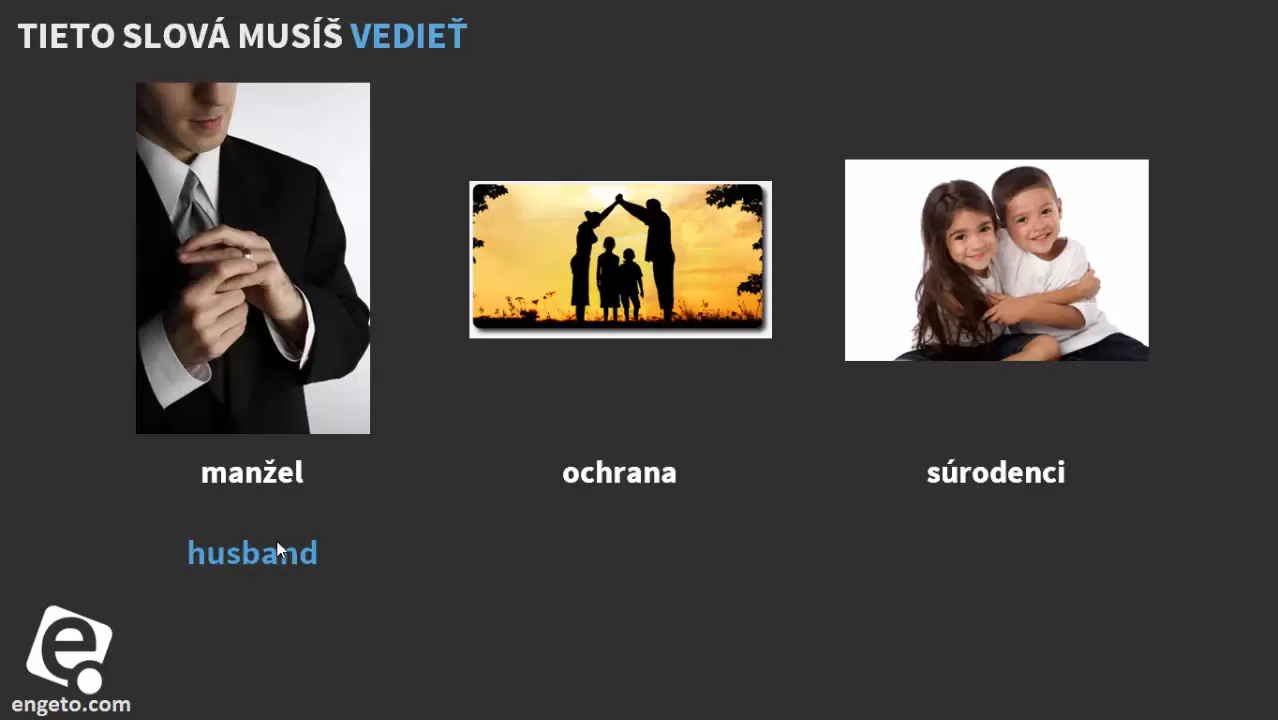 TIETO SLOVÁ MUSÍŠ VEDIEŤ
manžel
ochrana
súrodenci
husband
e
engeto.com